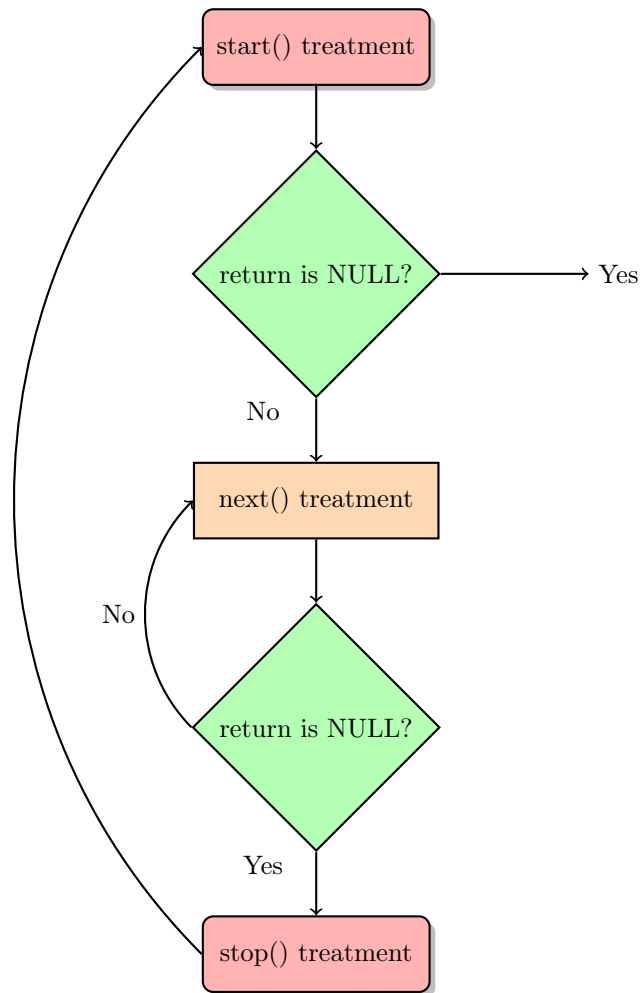 start() treatment
return is NULL?
Yes
No
next() treatment
No
return is NULL?
Yes
stop() treatment